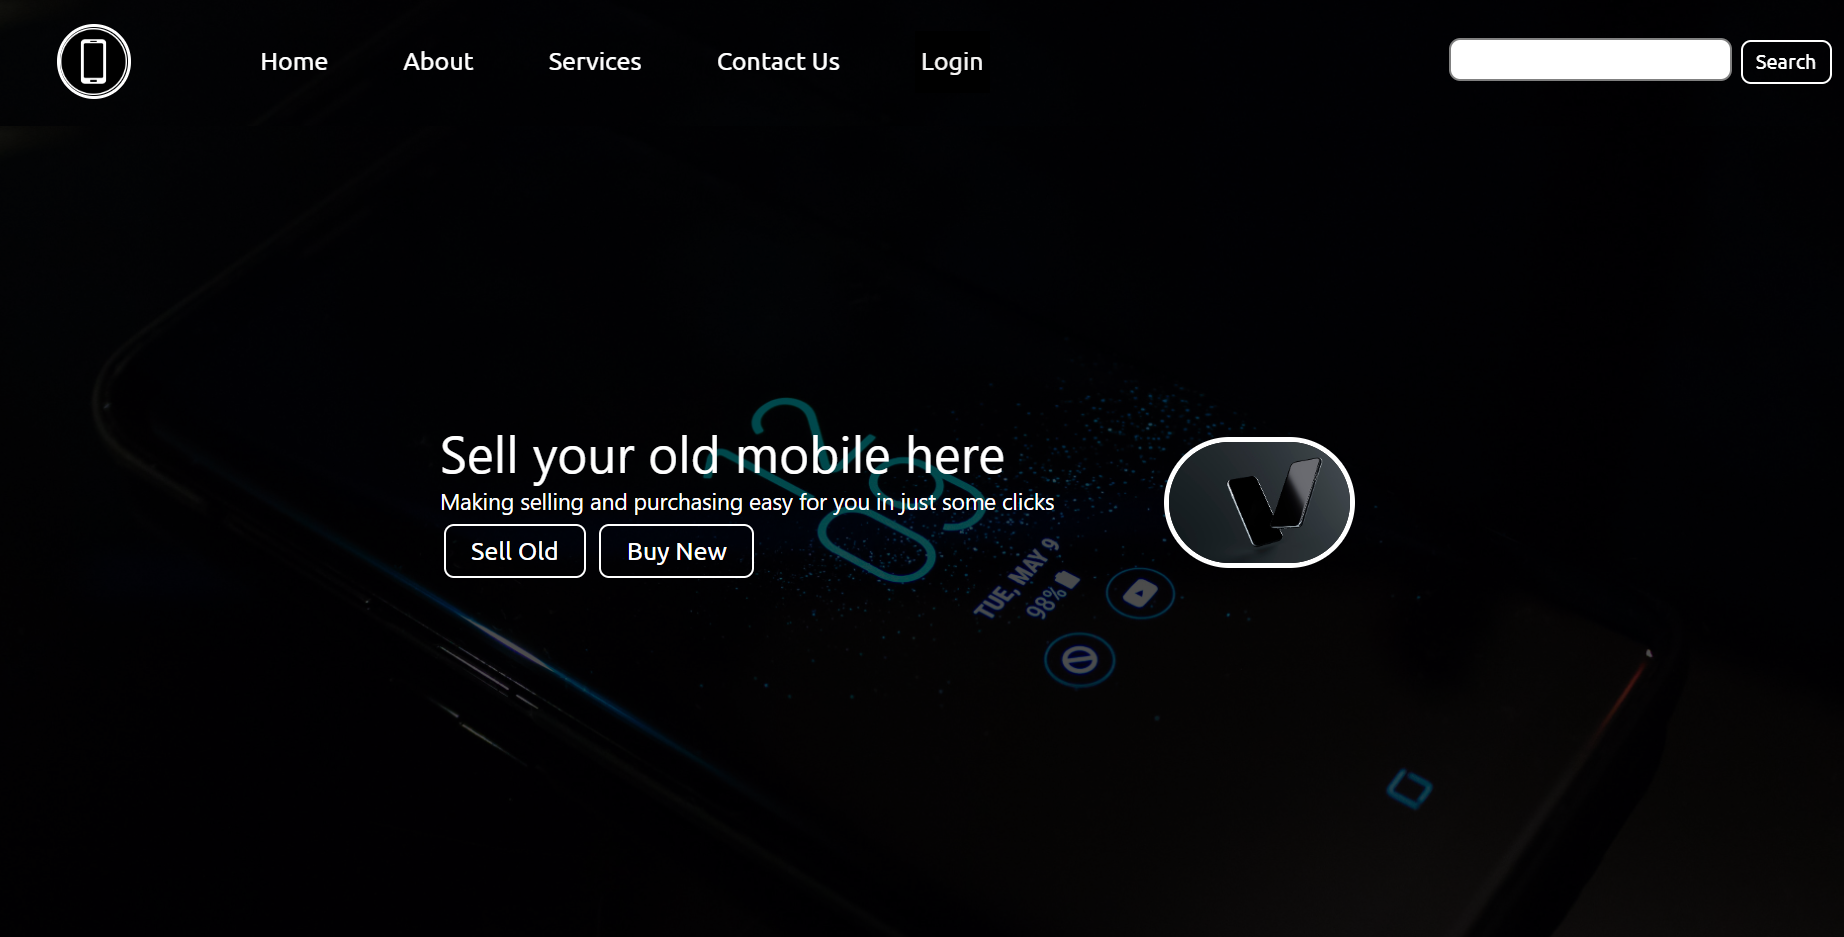 Home
About
Services
Contact Us
Login
Search
Sell your old mobile here
Making selling and purchasing easy for you in just some clicks
Sell Old
Buy New
TUE, MAY 9
98%